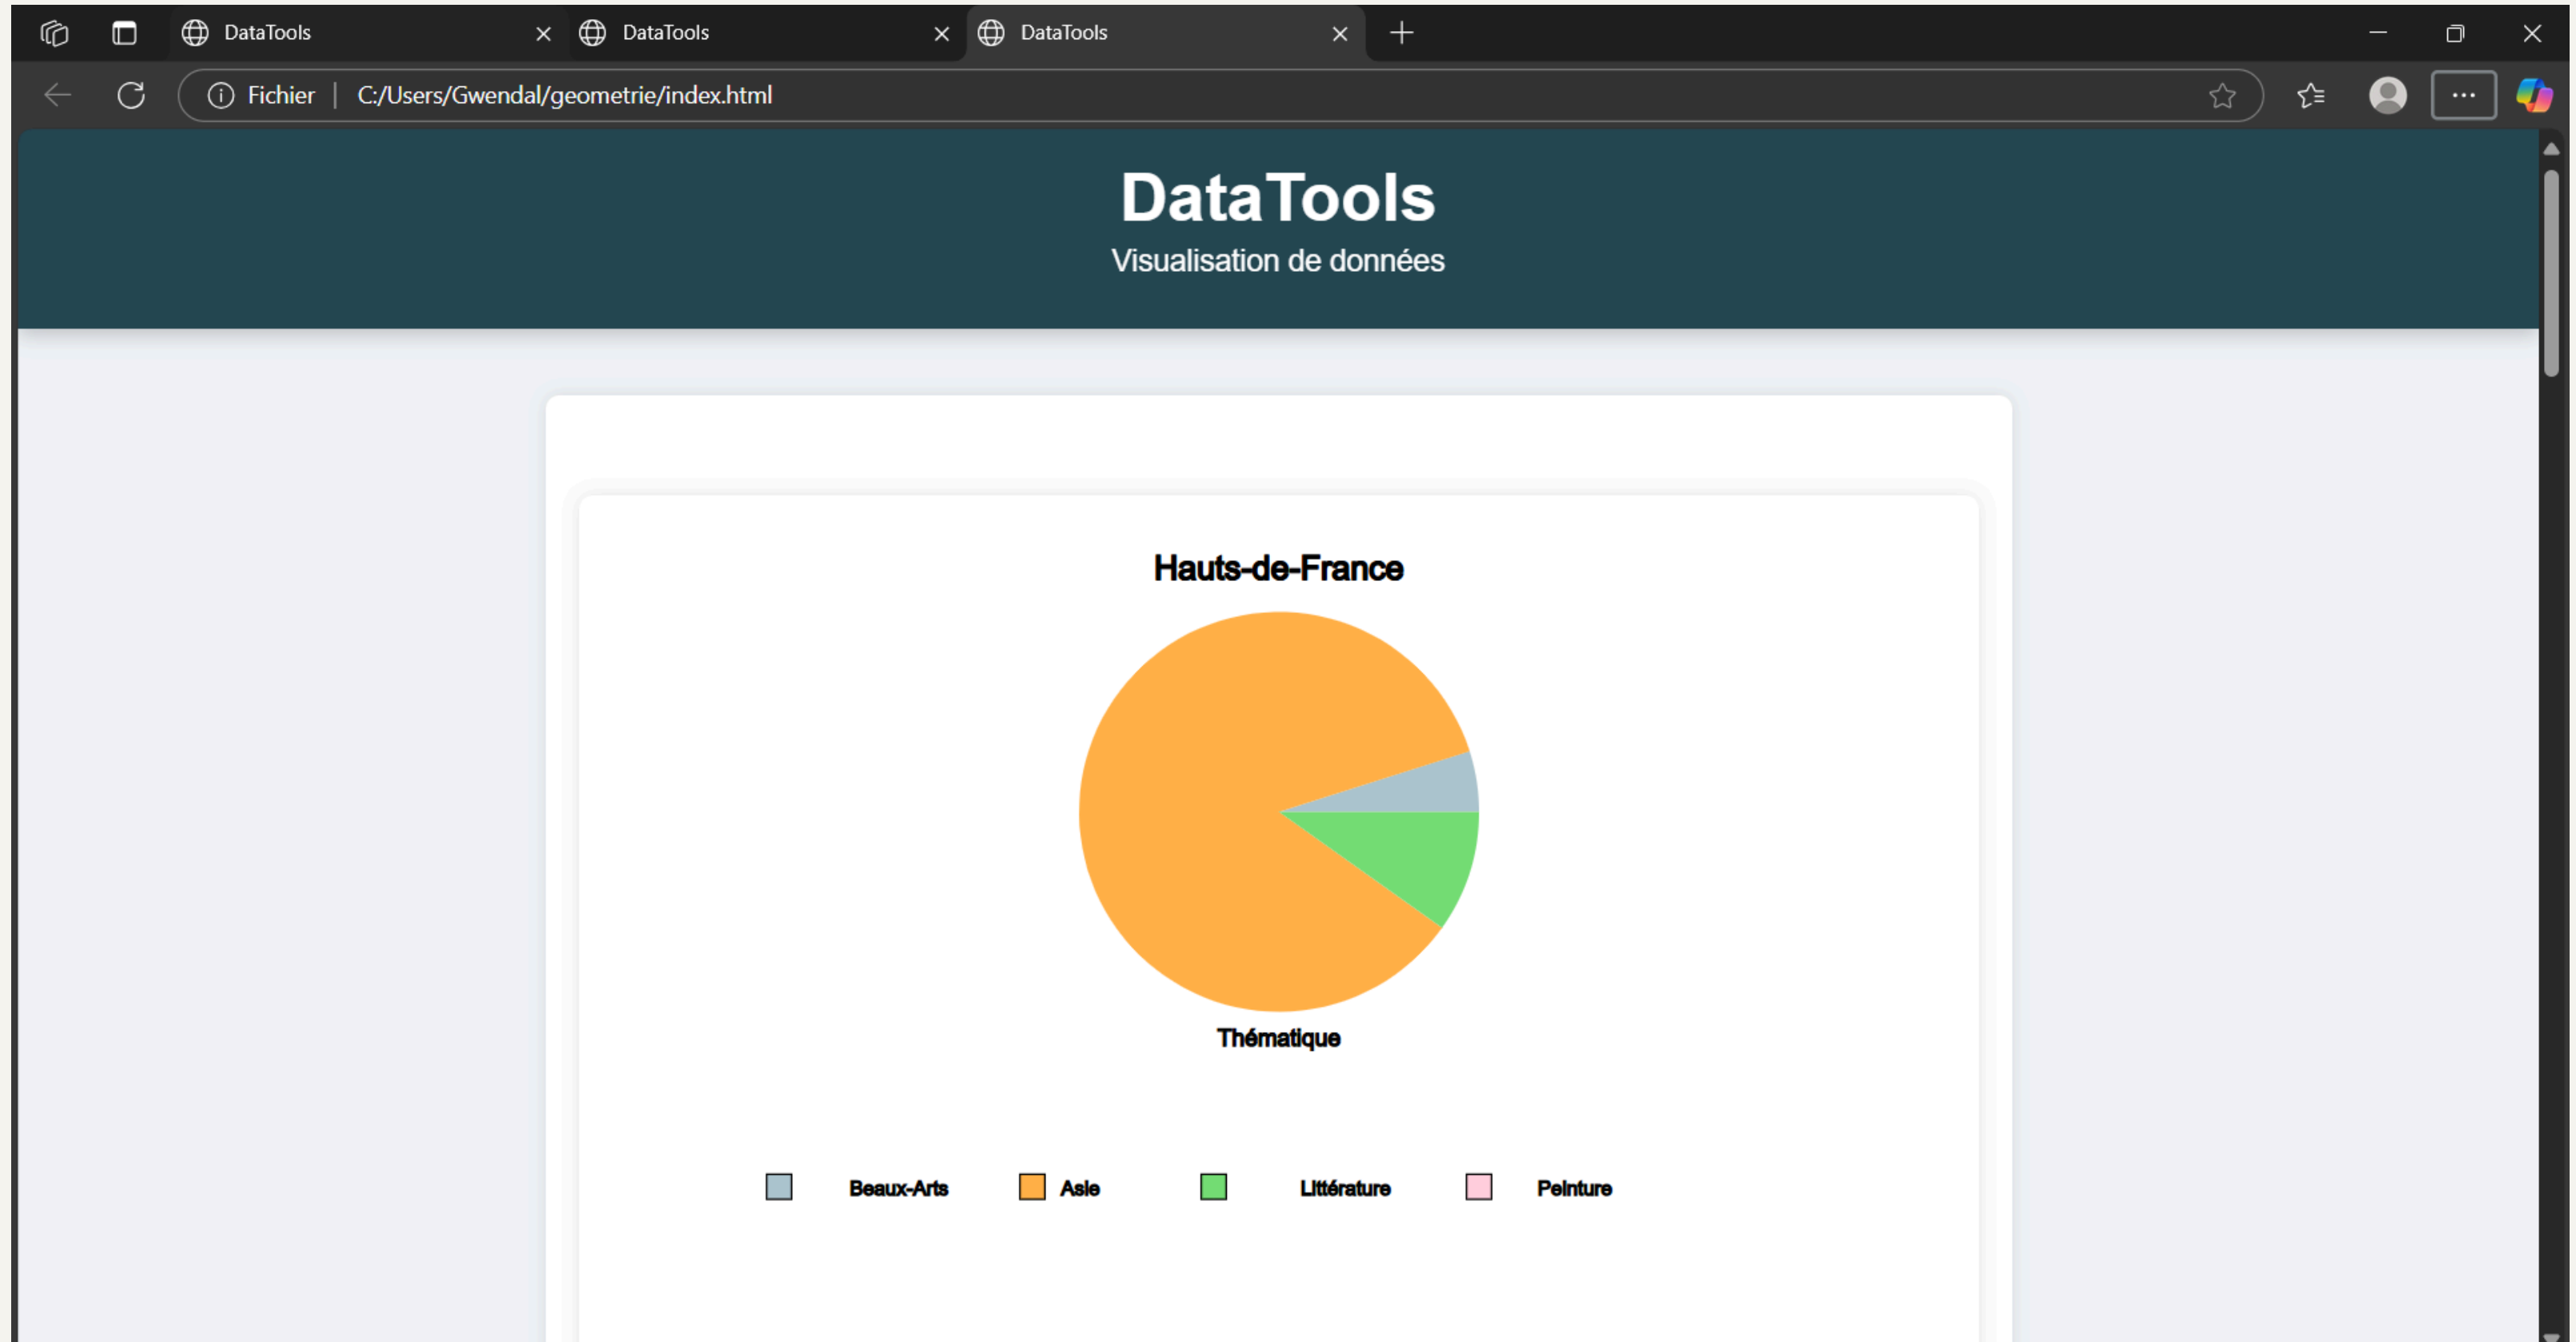 DataTools DataTools DataTools
Fichier | C:/Users/Gwendal/geometrie/index.html
DataTools
Visualisation de données
Hauts-de-France
Thématique
Beaux-Arts Asie Littérature Peinture